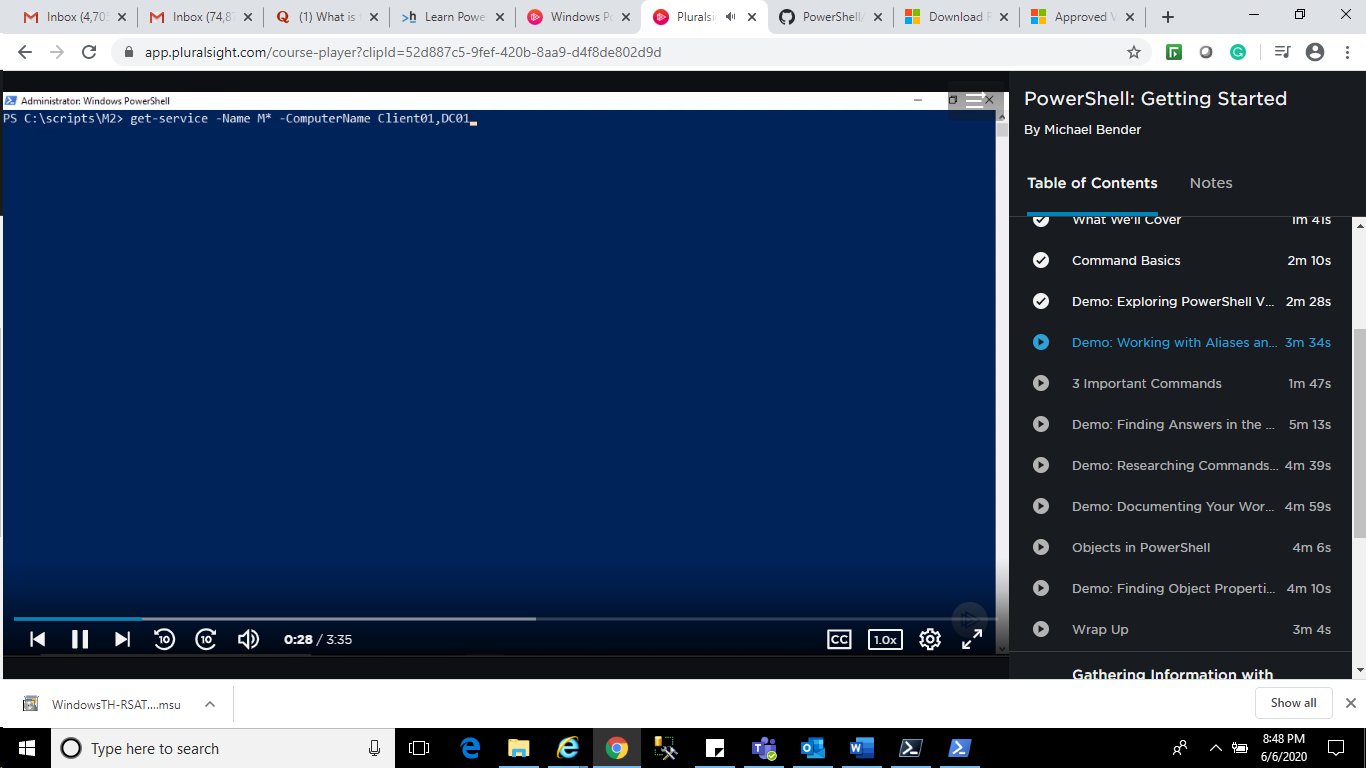 Inbox (4,70
Inbox (74,8
(1) What is
Learn Powe
Windows P
Pluralsi
PowerShell/
Download
Approved V
app.pluralsight.com/course-player?clipId=52d887c5-9fef-420b-8aa9-d4f8de802d9d
Administrator: Windows PowerShell
PS C:\scripts\M2> get-service -Name M* -ComputerName Client01,DC01
PowerShell: Getting Started
By Michael Bender
Table of Contents
Notes
What We'll Cover 1m 41s
Command Basics 2m 10s
Demo: Exploring PowerShell V... 2m 28s
Demo: Working with Aliases an... 3m 34s
3 Important Commands 1m 47s
Demo: Finding Answers in the ... 5m 13s
Demo: Researching Commands... 4m 39s
Demo: Documenting Your Wor... 4m 59s
Objects in PowerShell 4m 6s
Demo: Finding Object Properti... 4m 10s
Wrap Up 3m 4s
Gathering Information with
10
10
0:28 / 3:35
CC
1.0x
WindowsTH-RSAT....msu
Show all
Type here to search
8:48 PM
6/6/2020